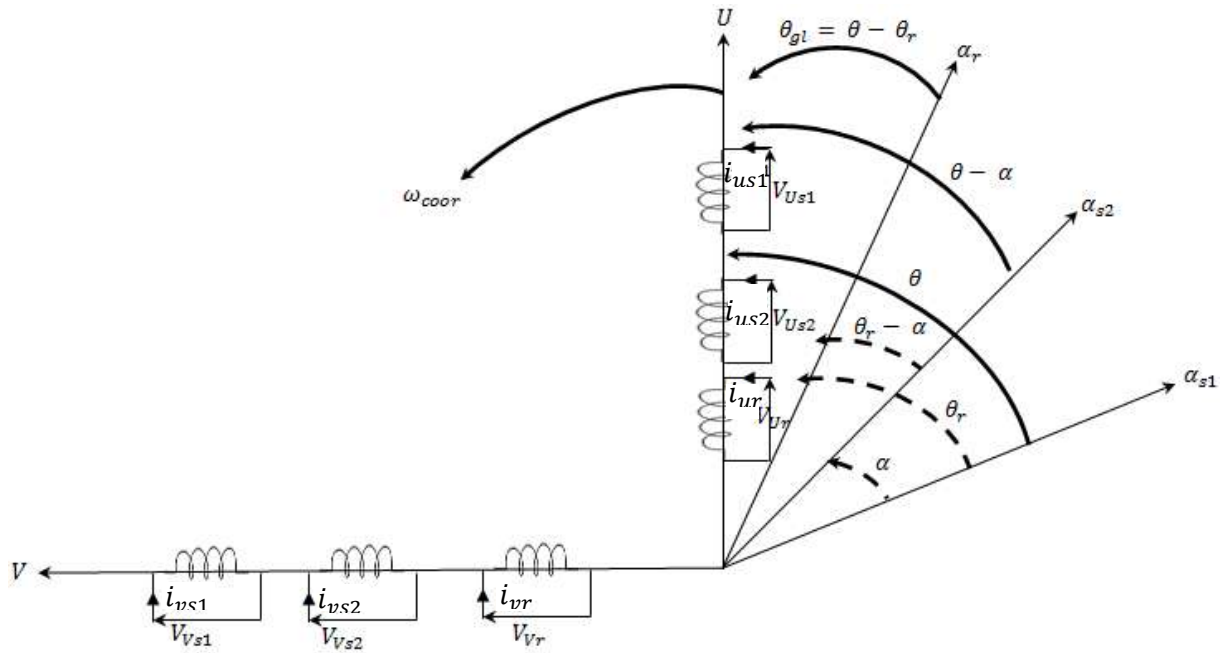 U
θ_gl = θ − θ_r
α_r
ω_coor
i_us1
V_Us1
θ − α
α_s2
i_us2
V_Us2
θ
θ_r − α
i_ur
V_Ur
θ_r
α_s1
α
V
i_vs1
i_vs2
i_vr
V_Vs1
V_Vs2
V_Vr